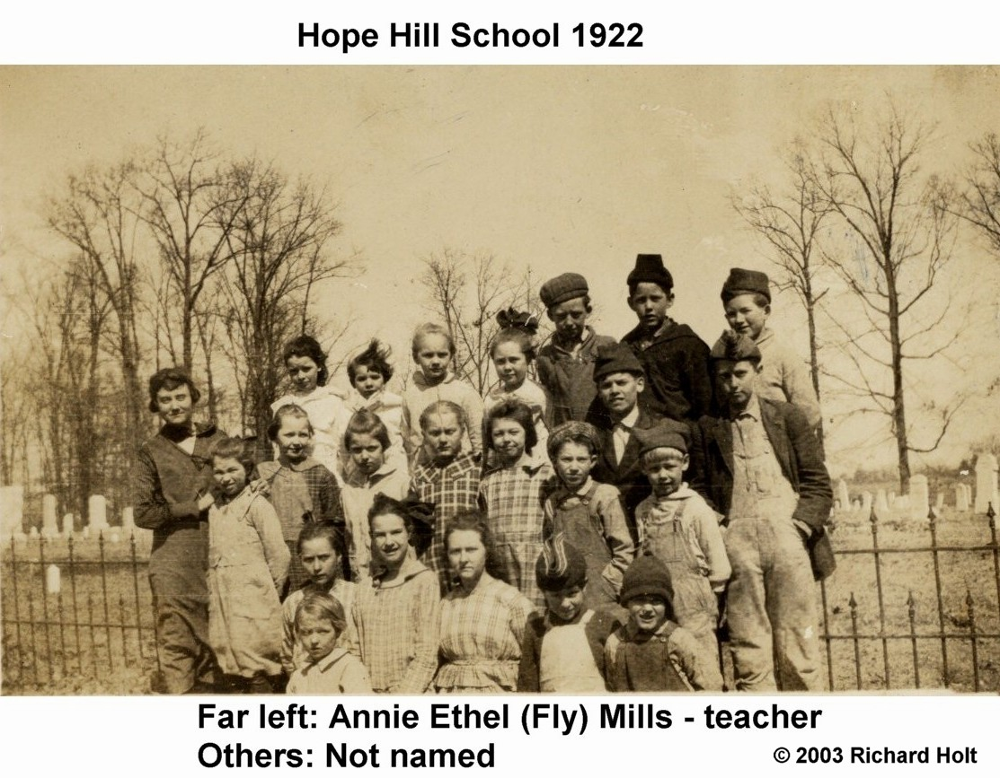 Hope Hill School 1922
Far left: Annie Ethel (Fly) Mills - teacher
Others: Not named
© 2003 Richard Holt